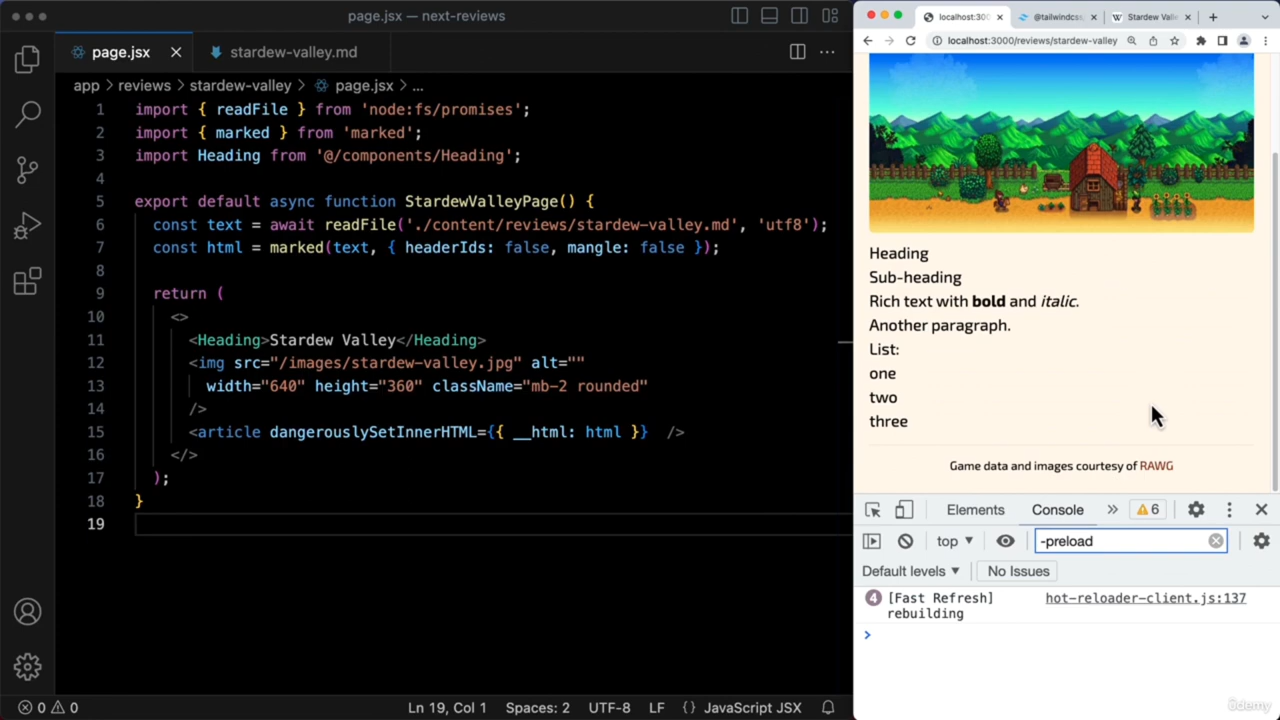 page.jsx — next-reviews
page.jsx
stardew-valley.md
app > reviews > stardew-valley > page.jsx > ...
1 import { readFile } from 'node:fs/promises';
2 import { marked } from 'marked';
3 import Heading from '@/components/Heading';
4
5 export default async function StardewValleyPage() {
6 const text = await readFile('./content/reviews/stardew-valley.md', 'utf8');
7 const html = marked(text, { headerIds: false, mangle: false });
8
9 return (
10 <>
11 <Heading>Stardew Valley</Heading>
12 <img src="/images/stardew-valley.jpg" alt=""
13 width="640" height="360" className="mb-2 rounded"
14 />
15 <article dangerouslySetInnerHTML={{ __html: html }} />
16 </>
17 );
18 }
19
0 0
Ln 19, Col 1
Spaces: 2
UTF-8
LF
{} JavaScript JSX
localhost:300
@tailwindcss
W Stardew Valle
localhost:3000/reviews/stardew-valley
Heading
Sub-heading
Rich text with bold and italic.
Another paragraph.
List:
one
two
three
Game data and images courtesy of RAWG
Elements
Console
6
top
-preload
Default levels
No Issues
4 [Fast Refresh] hot-reloader-client.js:137
rebuilding
ûdemy